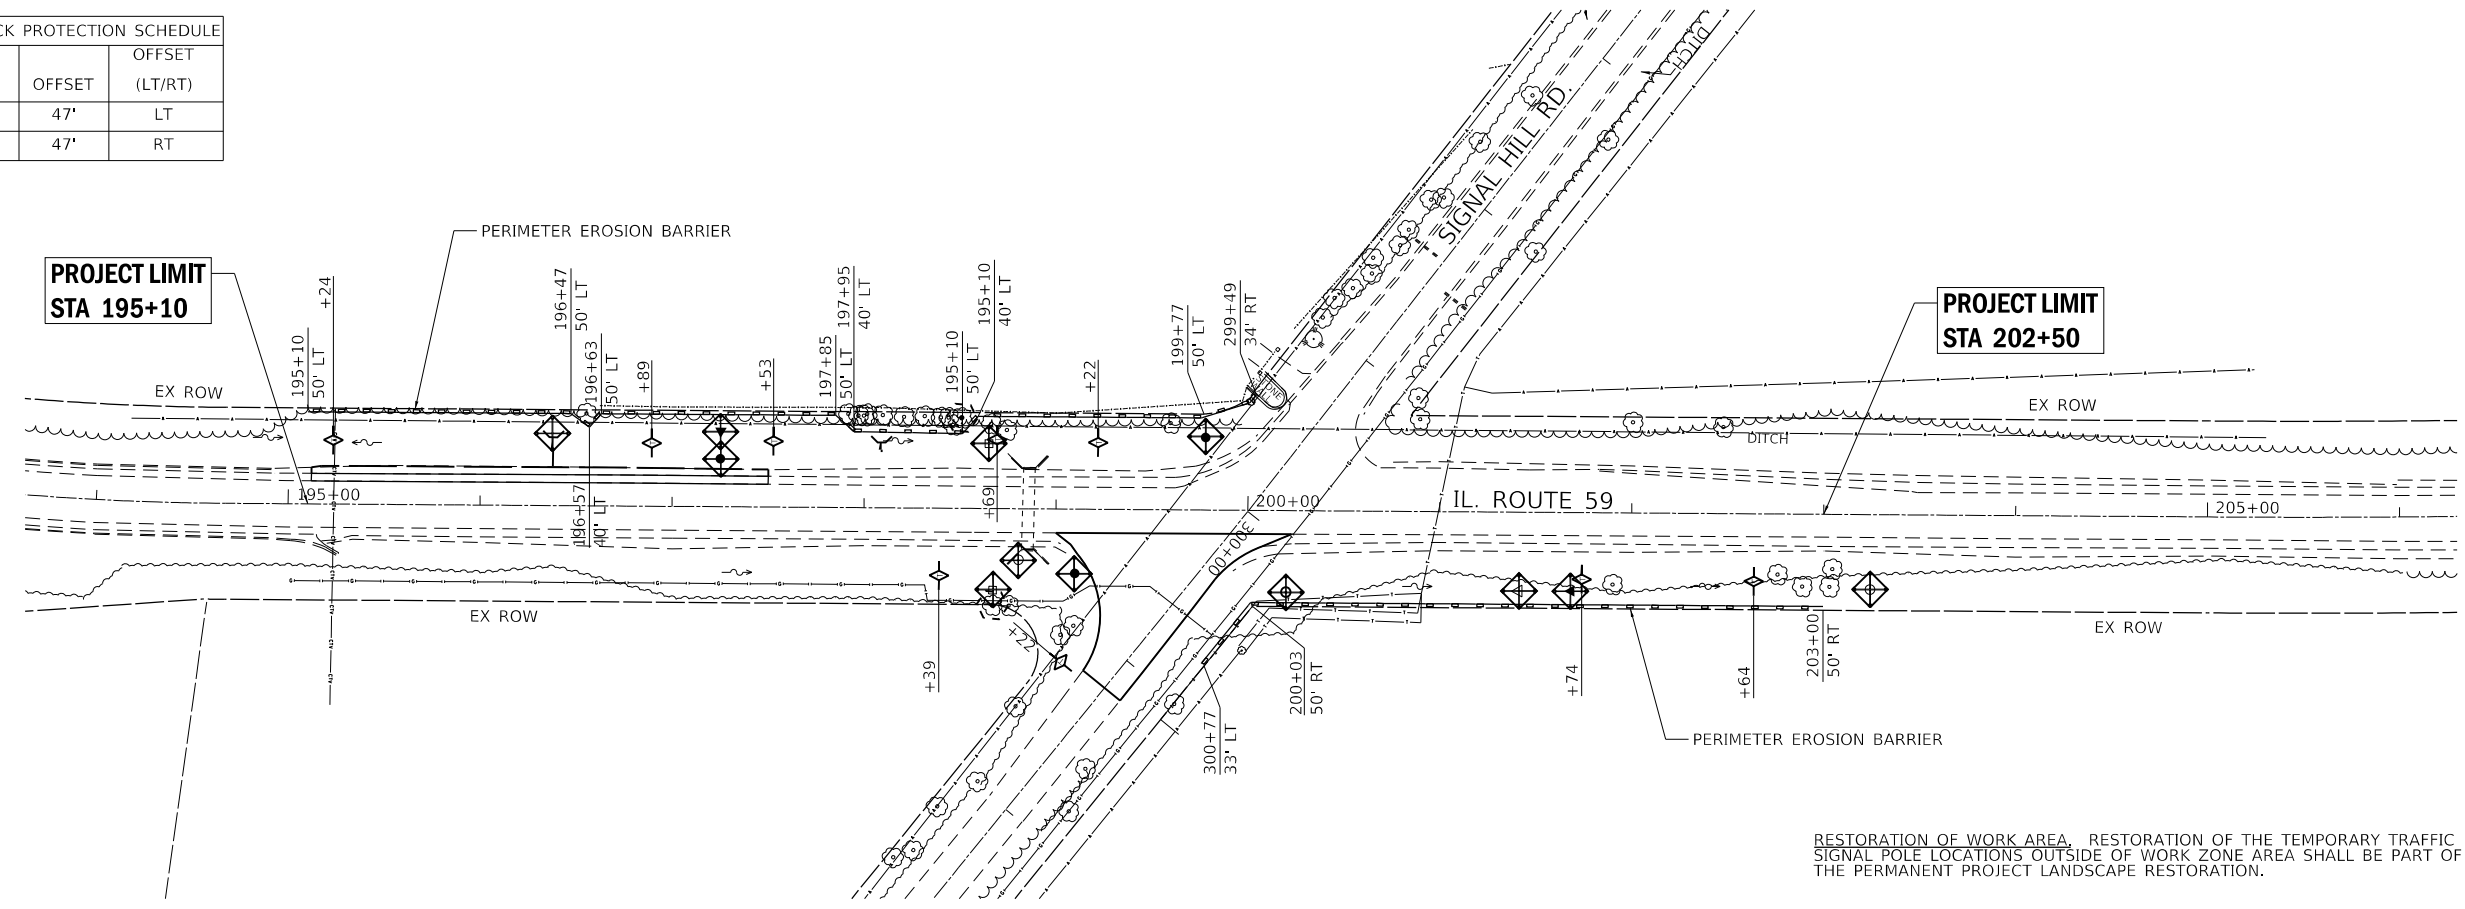 CK PROTECTION SCHEDULE
OFFSET
OFFSET
(LT/RT)
47'
LT
47'
RT
PERIMETER EROSION BARRIER
PROJECT LIMIT
STA 195+10
EX ROW
195+10
50' LT
+24
196+47
50' LT
196+63
50' LT
+89
+53
197+85
50' LT
197+95
40' LT
195+10
50' LT
195+10
40' LT
+22
199+77
50' LT
299+49
34' RT
SIGNAL HILL RD.
DITCH
PROJECT LIMIT
STA 202+50
EX ROW
DITCH
195+00
196+57
40' LT
+69
200+00
300+00
IL. ROUTE 59
205+00
EX ROW
+39
+22
300+77
33' LT
200+03
50' RT
+74
+64
203+00
50' RT
EX ROW
PERIMETER EROSION BARRIER
RESTORATION OF WORK AREA. RESTORATION OF THE TEMPORARY TRAFFIC
SIGNAL POLE LOCATIONS OUTSIDE OF WORK ZONE AREA SHALL BE PART OF
THE PERMANENT PROJECT LANDSCAPE RESTORATION.